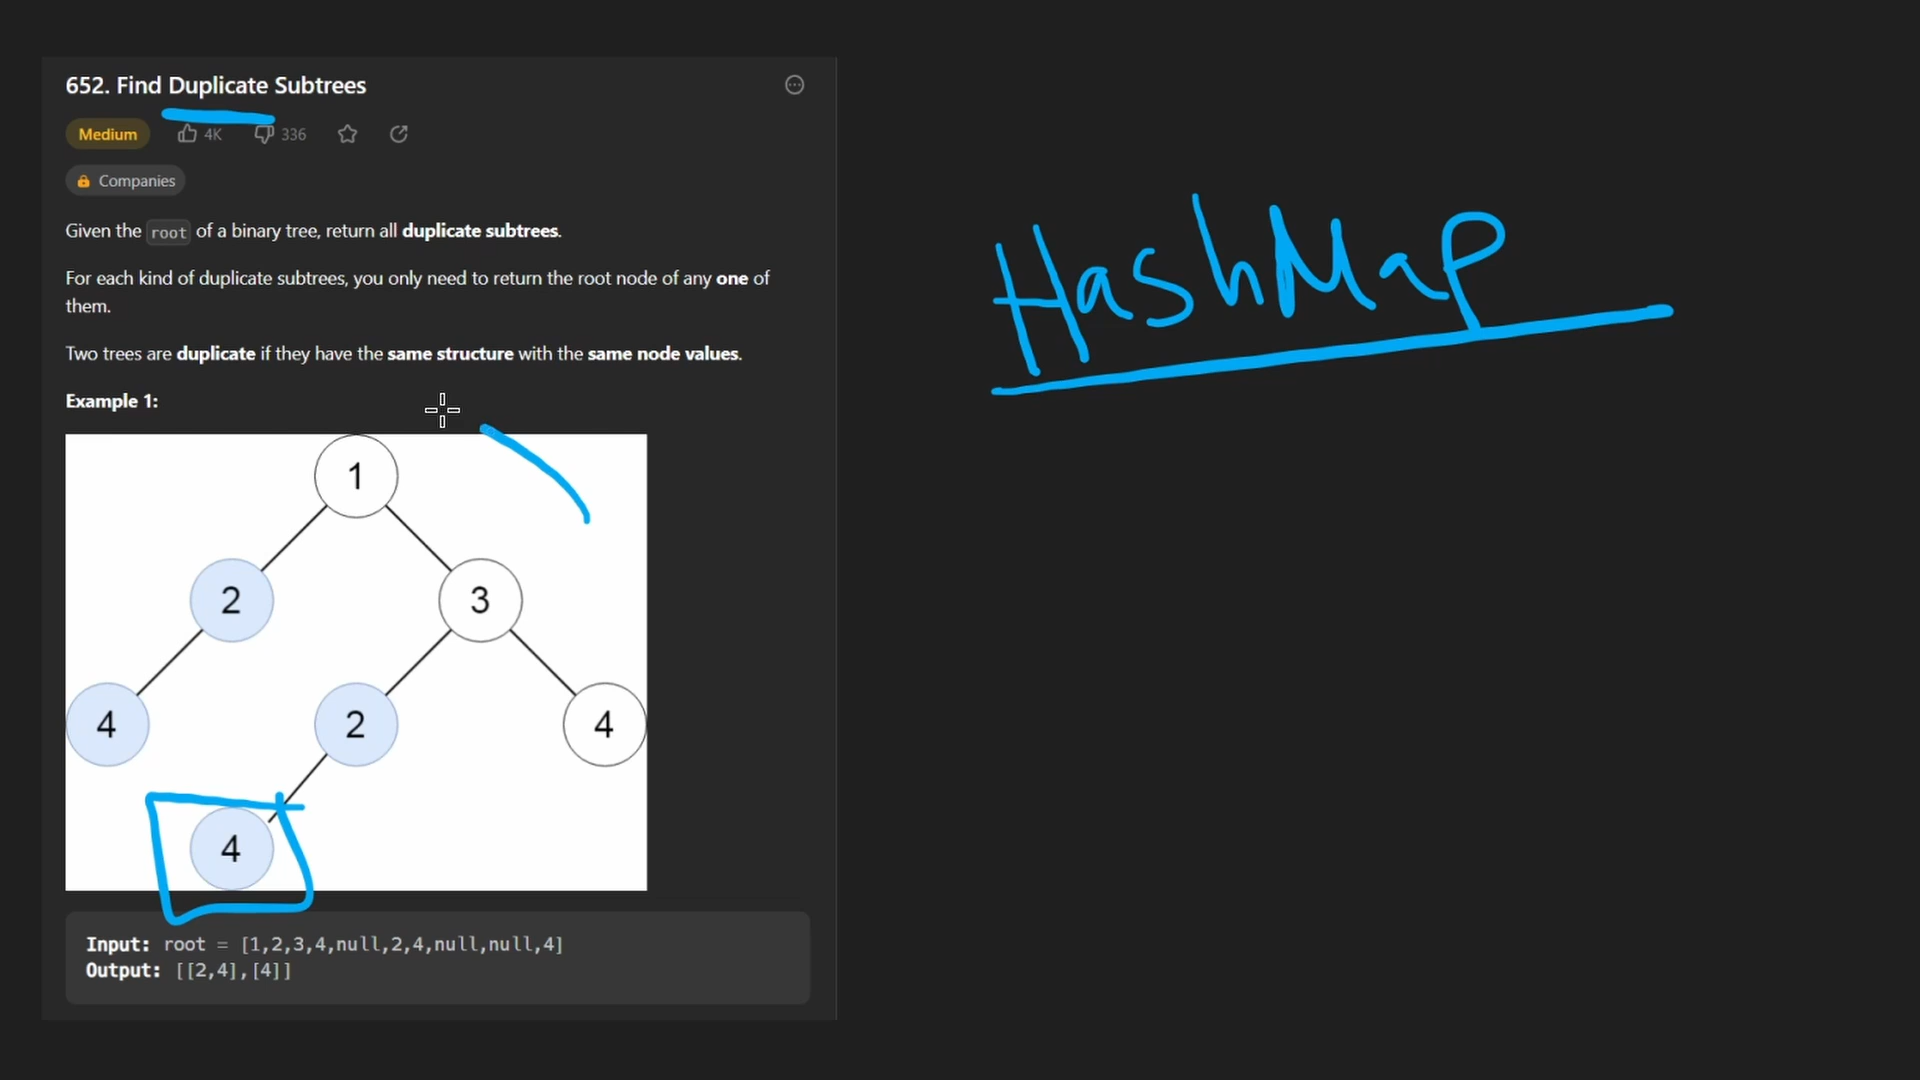 652. Find Duplicate Subtrees
Medium 4K 336
Companies
Given the root of a binary tree, return all duplicate subtrees.
For each kind of duplicate subtrees, you only need to return the root node of any one of
them.
Two trees are duplicate if they have the same structure with the same node values.
Example 1:
1
2 3
4 2 4
4
Input: root = [1,2,3,4,null,2,4,null,null,4]
Output: [[2,4],[4]]
HashMap